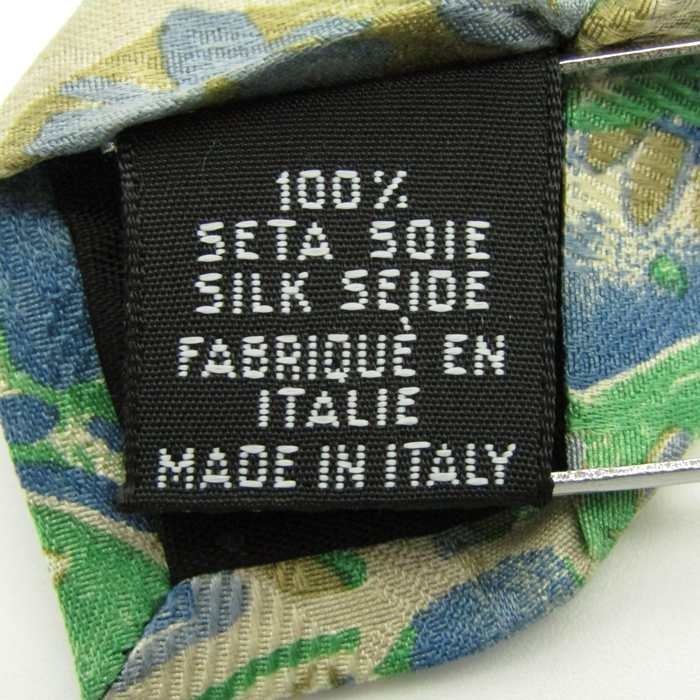 100%
SETA SOIE
SILK SEIDE
FABRIQUÈ EN
ITALIE
MADE IN ITALY